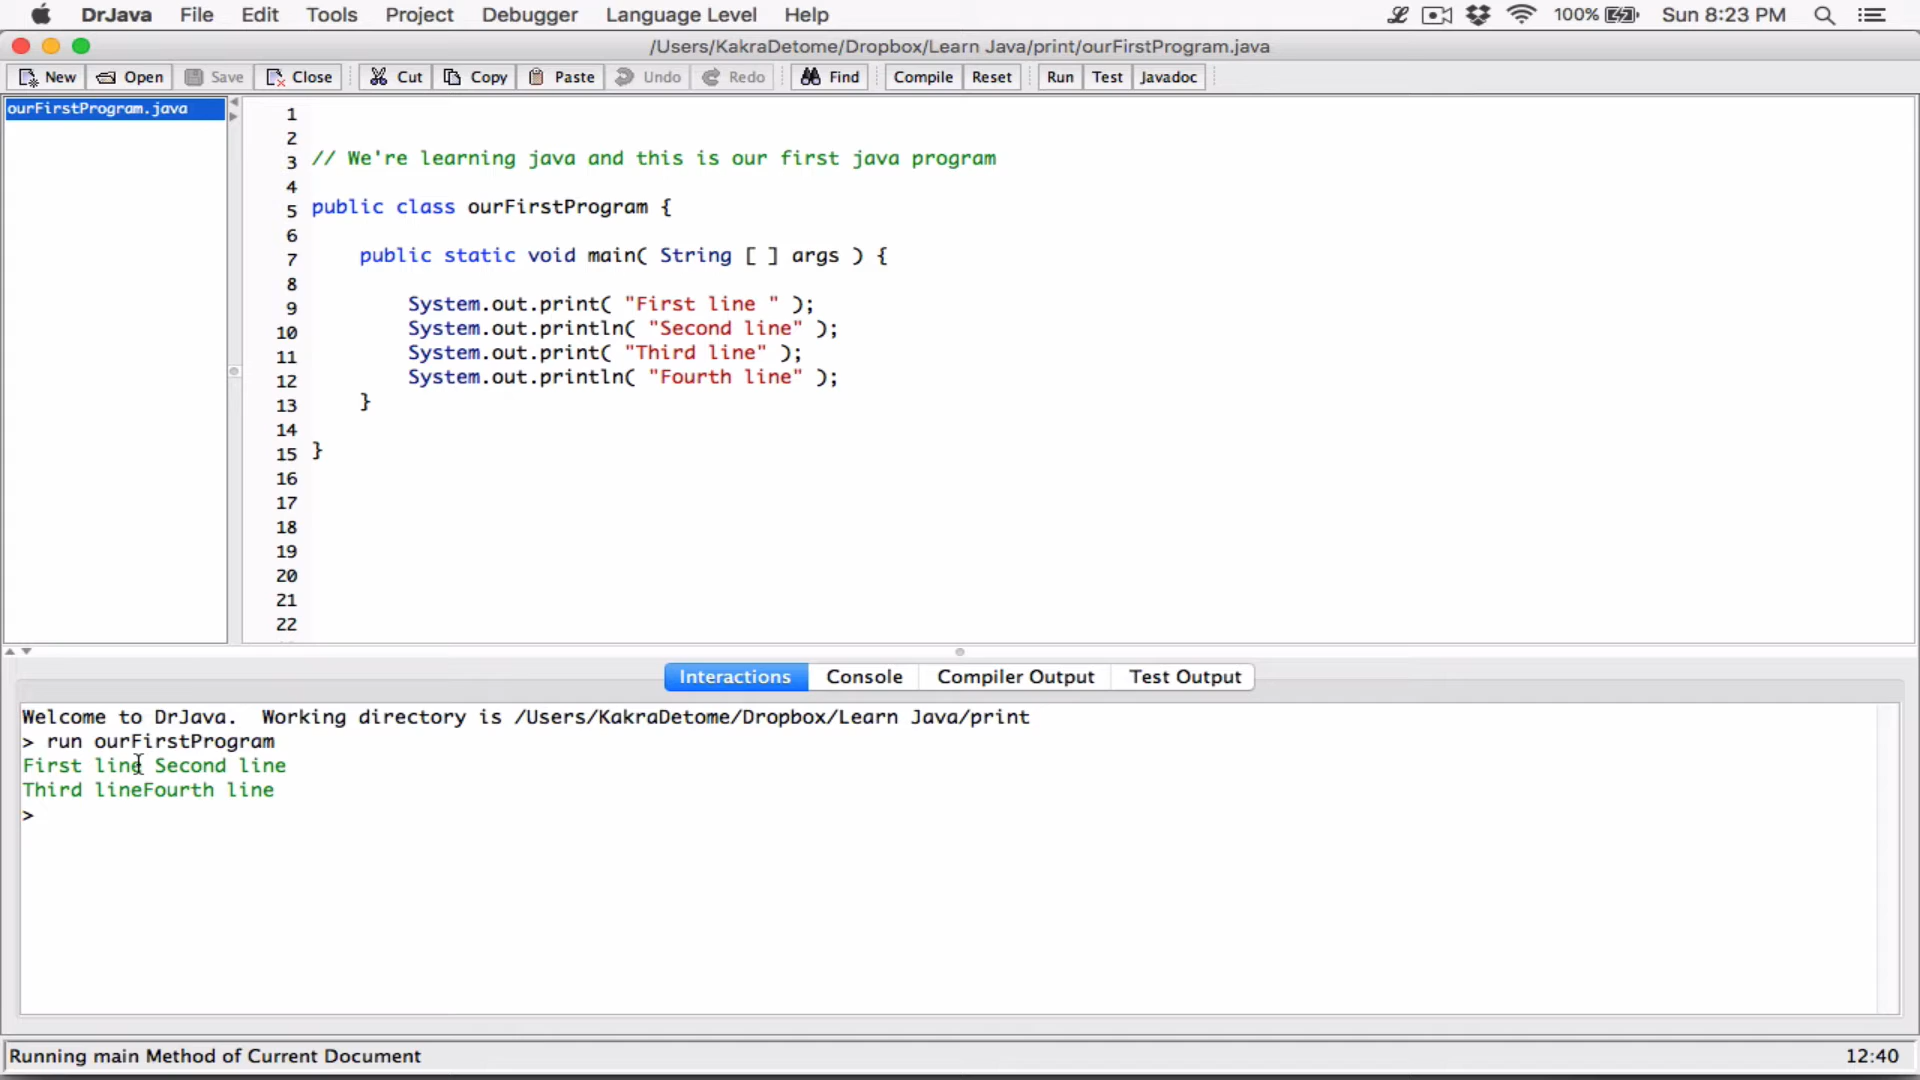 DrJava File Edit Tools Project Debugger Language Level Help 100% Sun 8:23 PM
/Users/KakraDetome/Dropbox/Learn Java/print/ourFirstProgram.java
New Open Save Close Cut Copy Paste Undo Redo Find Compile Reset Run Test Javadoc
ourFirstProgram.java
1
2
3 // We're learning java and this is our first java program
4
5 public class ourFirstProgram {
6
7 public static void main( String [ ] args ) {
8
9 System.out.print( "First line " );
10 System.out.println( "Second line" );
11 System.out.print( "Third line" );
12 System.out.println( "Fourth line" );
13 }
14
15 }
16
17
18
19
20
21
22
Interactions Console Compiler Output Test Output
Welcome to DrJava.  Working directory is /Users/KakraDetome/Dropbox/Learn Java/print
> run ourFirstProgram
First line Second line
Third lineFourth line
>
Running main Method of Current Document 12:40